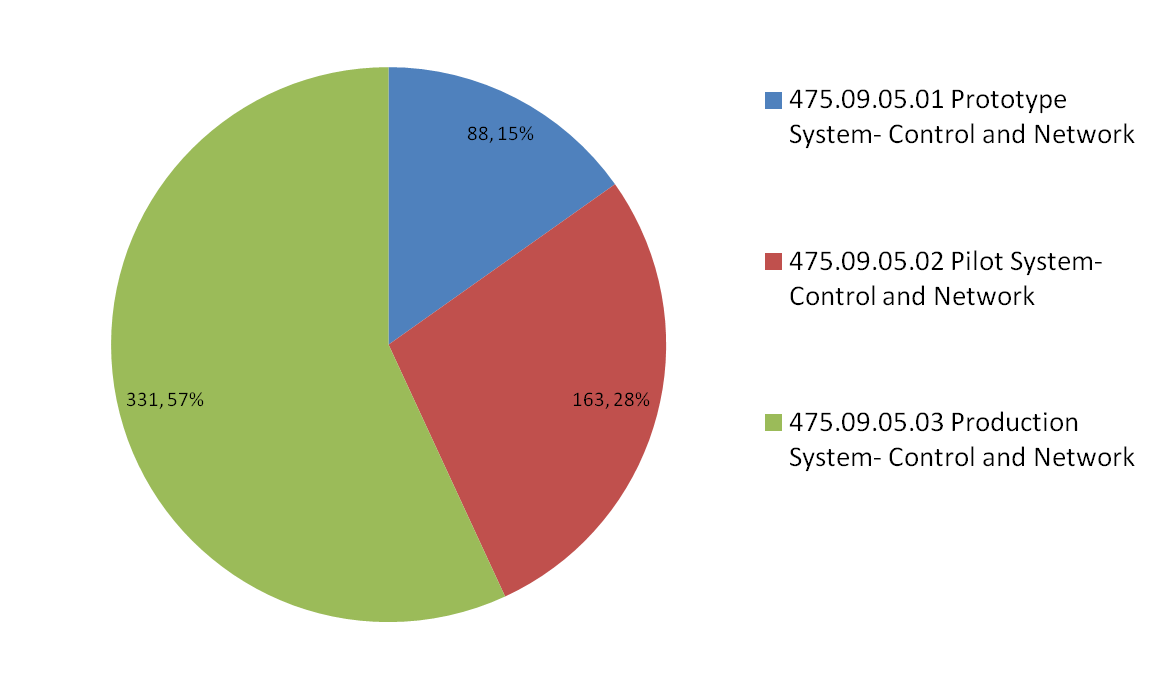 88, 15%
475.09.05.01 Prototype
System- Control and Network
475.09.05.02 Pilot System-
Control and Network
331, 57%
163, 28%
475.09.05.03 Production
System- Control and Network